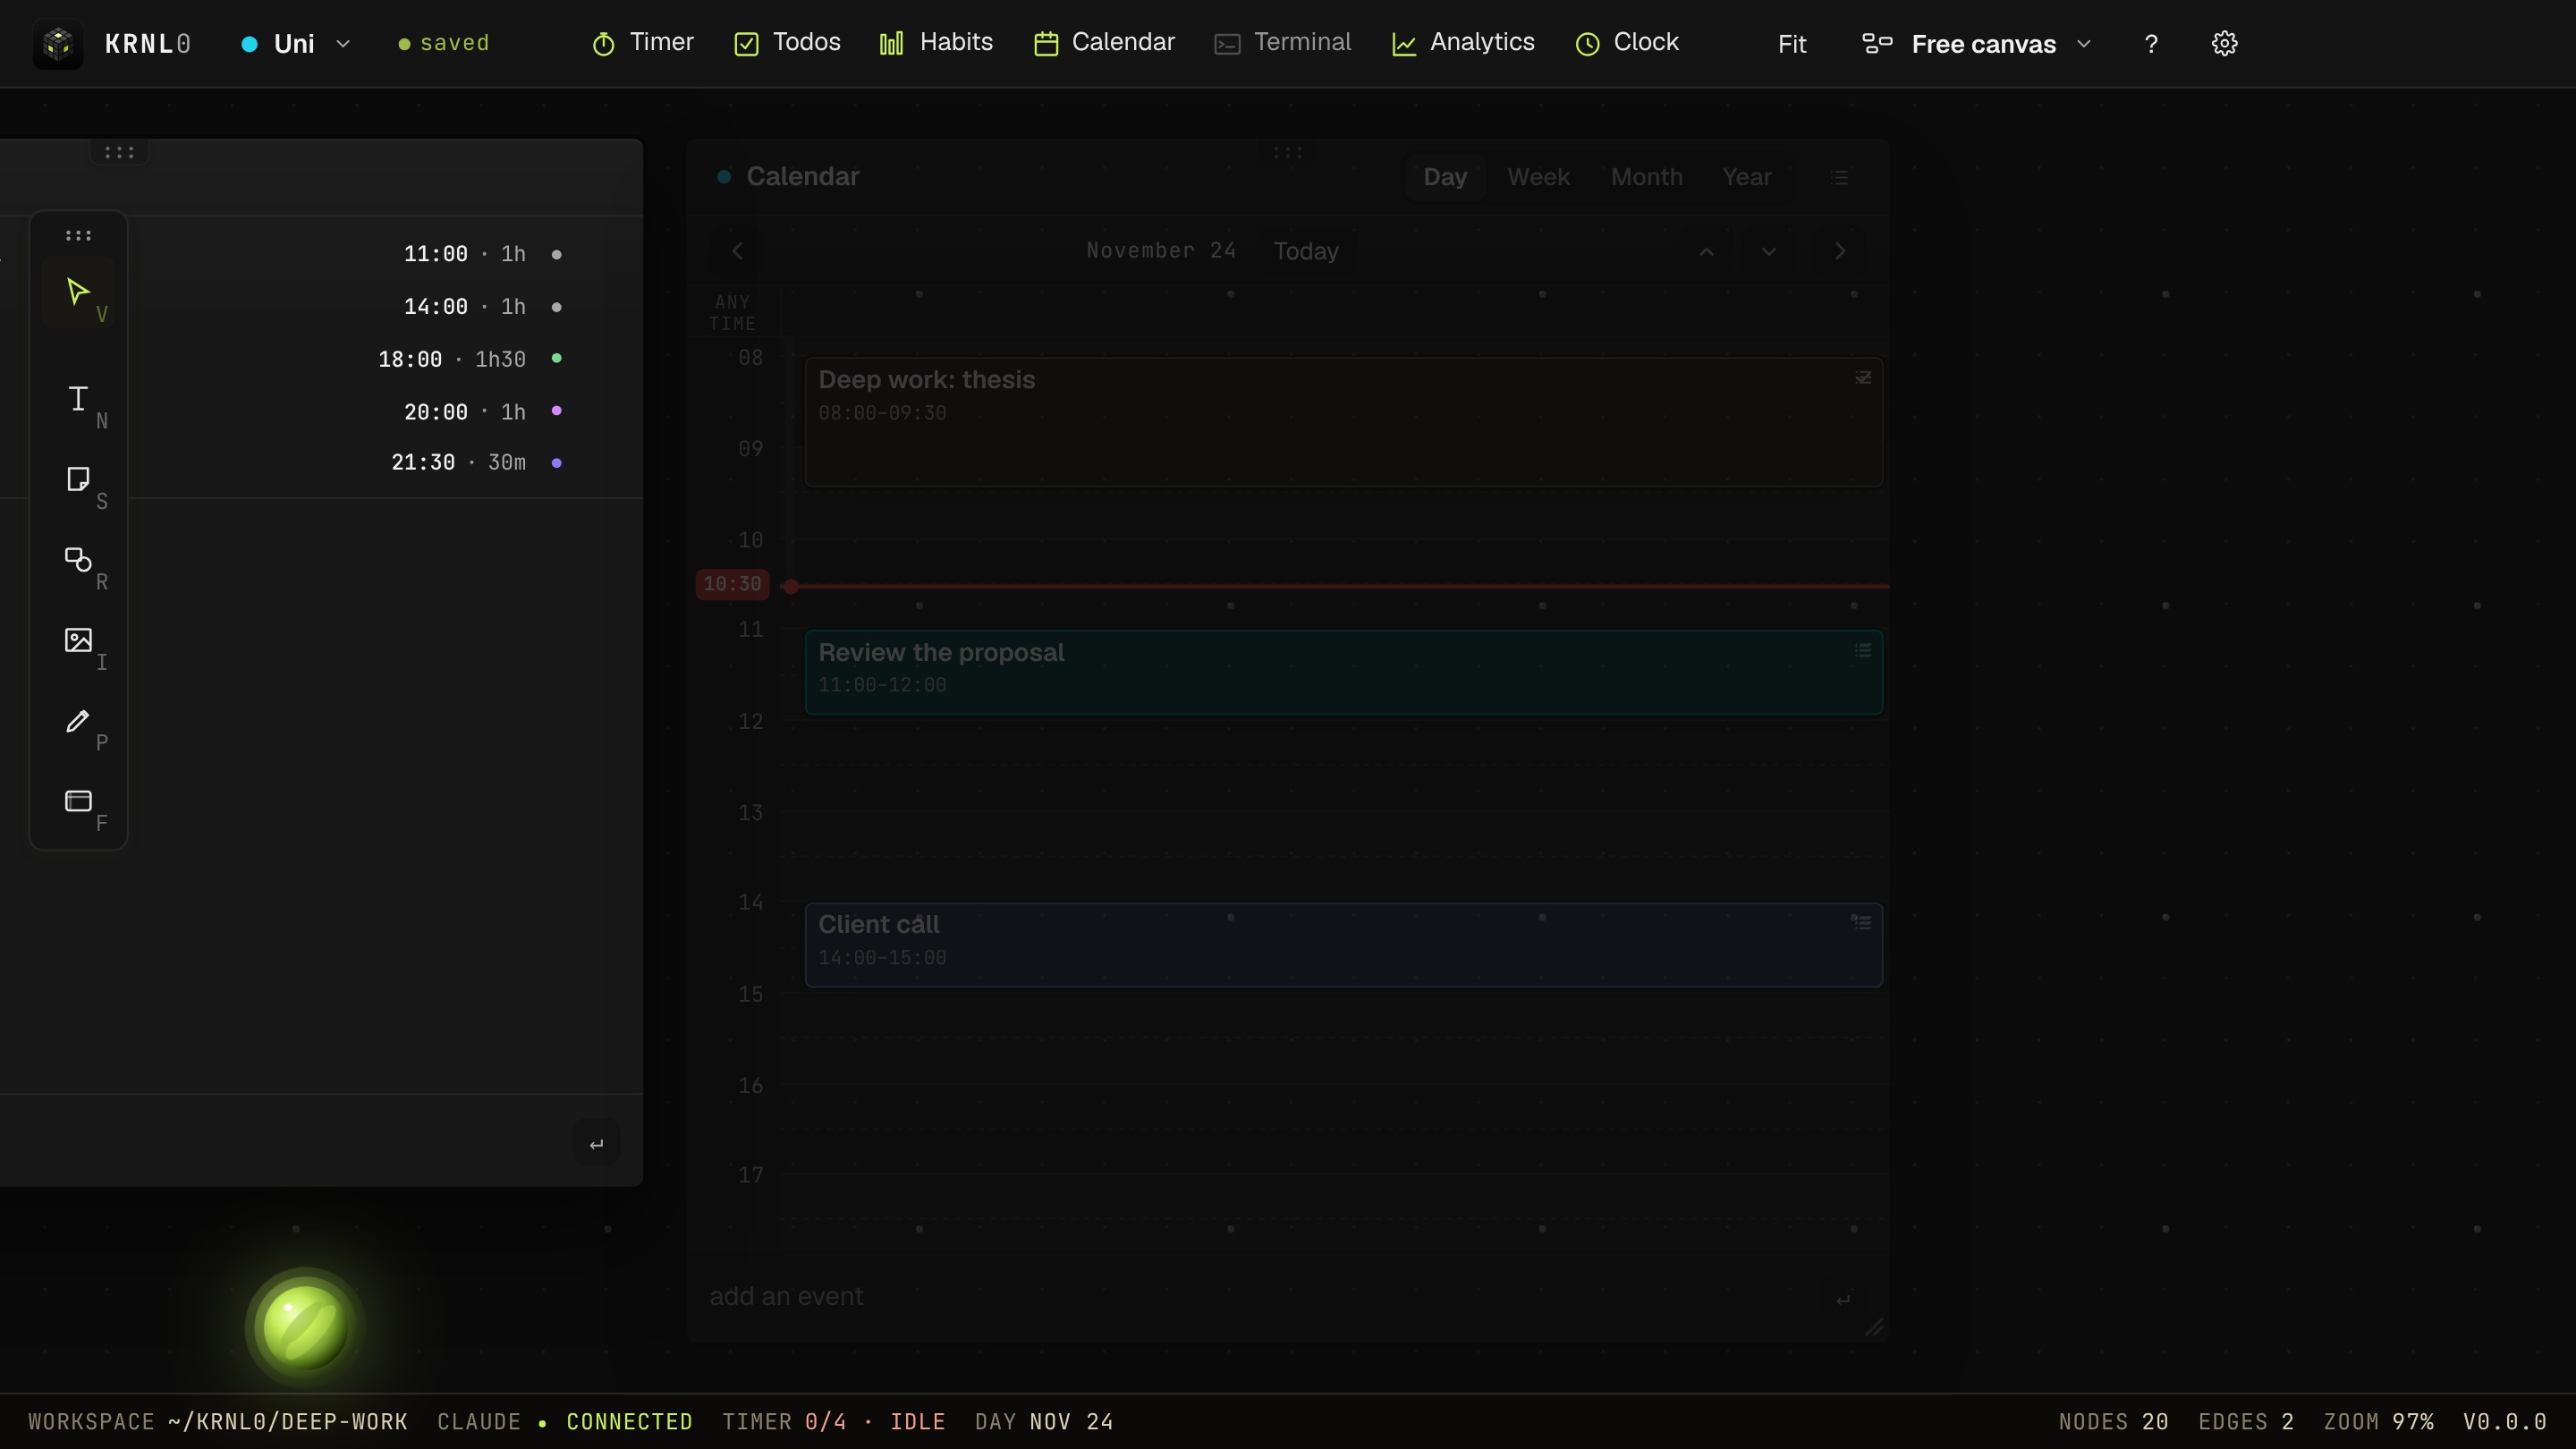 KRNL0
Uni
saved
Timer
Todos
Habits
Calendar
Terminal
Analytics
Clock
Fit
Free canvas
?
V
N
S
R
I
P
F
11:00 · 1h
14:00 · 1h
18:00 · 1h30
20:00 · 1h
21:30 · 30m
Calendar
Day Week Month Year
November 24 Today
ANY
TIME
08
Deep work: thesis
08:00–09:30
09
10
10:30
11
Review the proposal
11:00–12:00
12
13
14
Client call
14:00–15:00
15
16
17
add an event
WORKSPACE ~/KRNL0/DEEP-WORK CLAUDE • CONNECTED TIMER 0/4 · IDLE DAY NOV 24
NODES 20 EDGES 2 ZOOM 97% V0.0.0